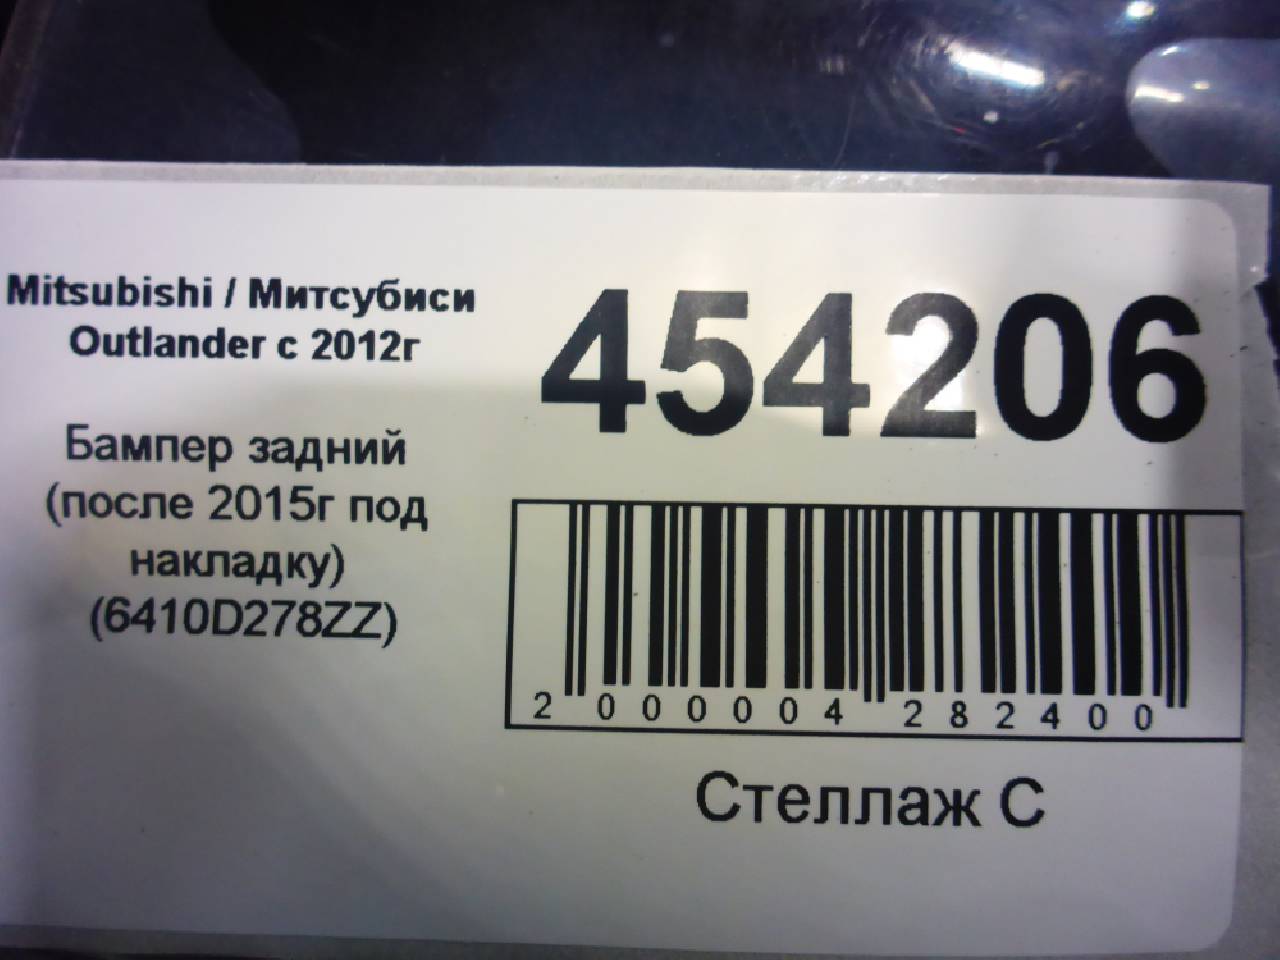 Mitsubishi / Митсубиси
Outlander с 2012г
Бампер задний
(после 2015г под
накладку)
(6410D278ZZ)
454206
2 000004 282400
Стеллаж С